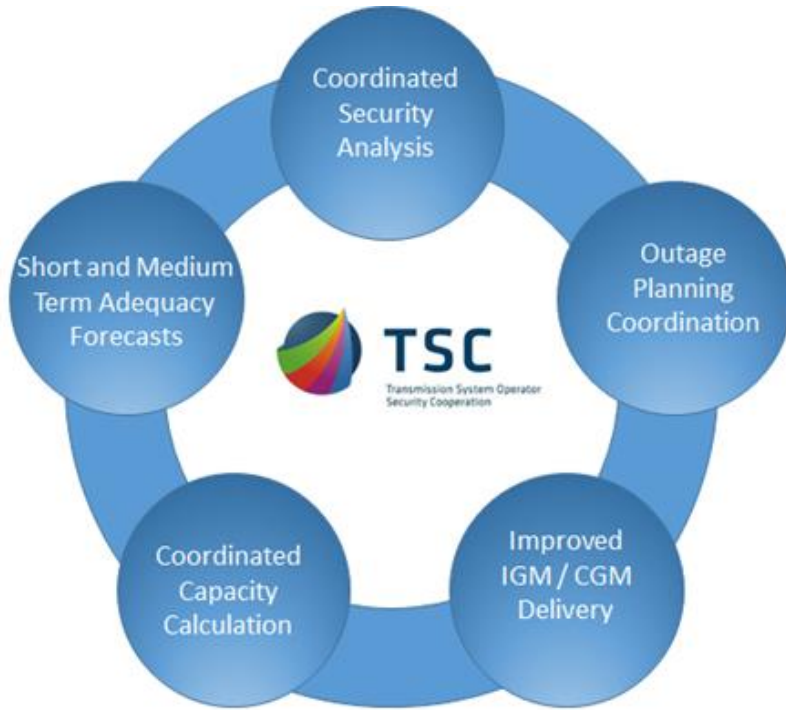 Coordinated
Security
Analysis
Short and Medium
Term Adequacy
Forecasts
Outage
Planning
Coordination
TSC
Transmission System Operator
Security Cooperation
Coordinated
Capacity
Calculation
Improved
IGM / CGM
Delivery